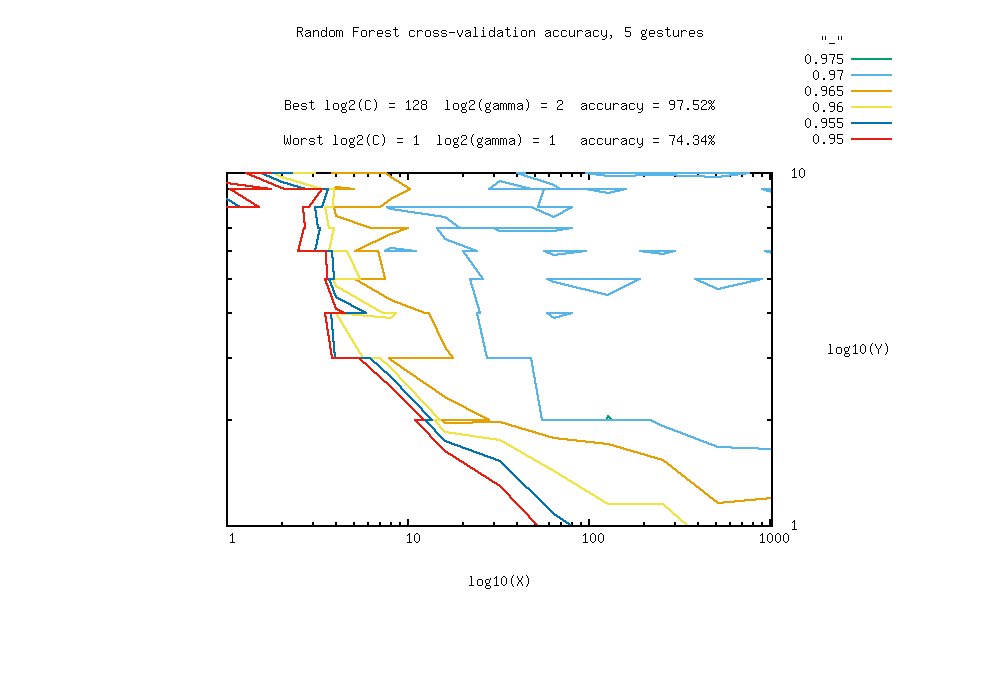 Random Forest cross-validation accuracy, 5 gestures
"_"
0.975
0.97
0.965
0.96
0.955
0.95
Best log2(C) = 128  log2(gamma) = 2  accuracy = 97.52%
Worst log2(C) = 1  log2(gamma) = 1   accuracy = 74.34%
10
log10(Y)
1
1 10 100 1000
log10(X)